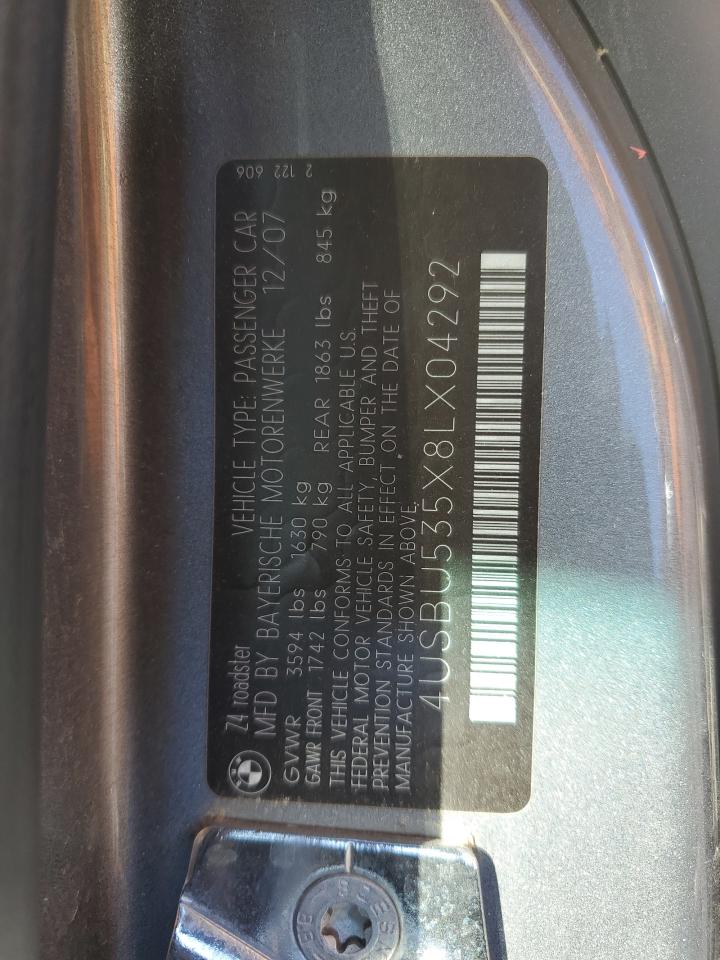 Z4 roadster VEHICLE TYPE: PASSENGER CAR
MFD BY BAYERISCHE MOTORENWERKE 12/07
GVWR 3594 lbs 1630 kg
GAWR FRONT 1742 lbs 790 kg REAR 1863 lbs 845 kg
THIS VEHICLE CONFORMS TO ALL APPLICABLE U.S.
FEDERAL MOTOR VEHICLE SAFETY, BUMPER AND THEFT
PREVENTION STANDARDS IN EFFECT ON THE DATE OF
MANUFACTURE SHOWN ABOVE.
4USBU535X8LX04292
2 122 606